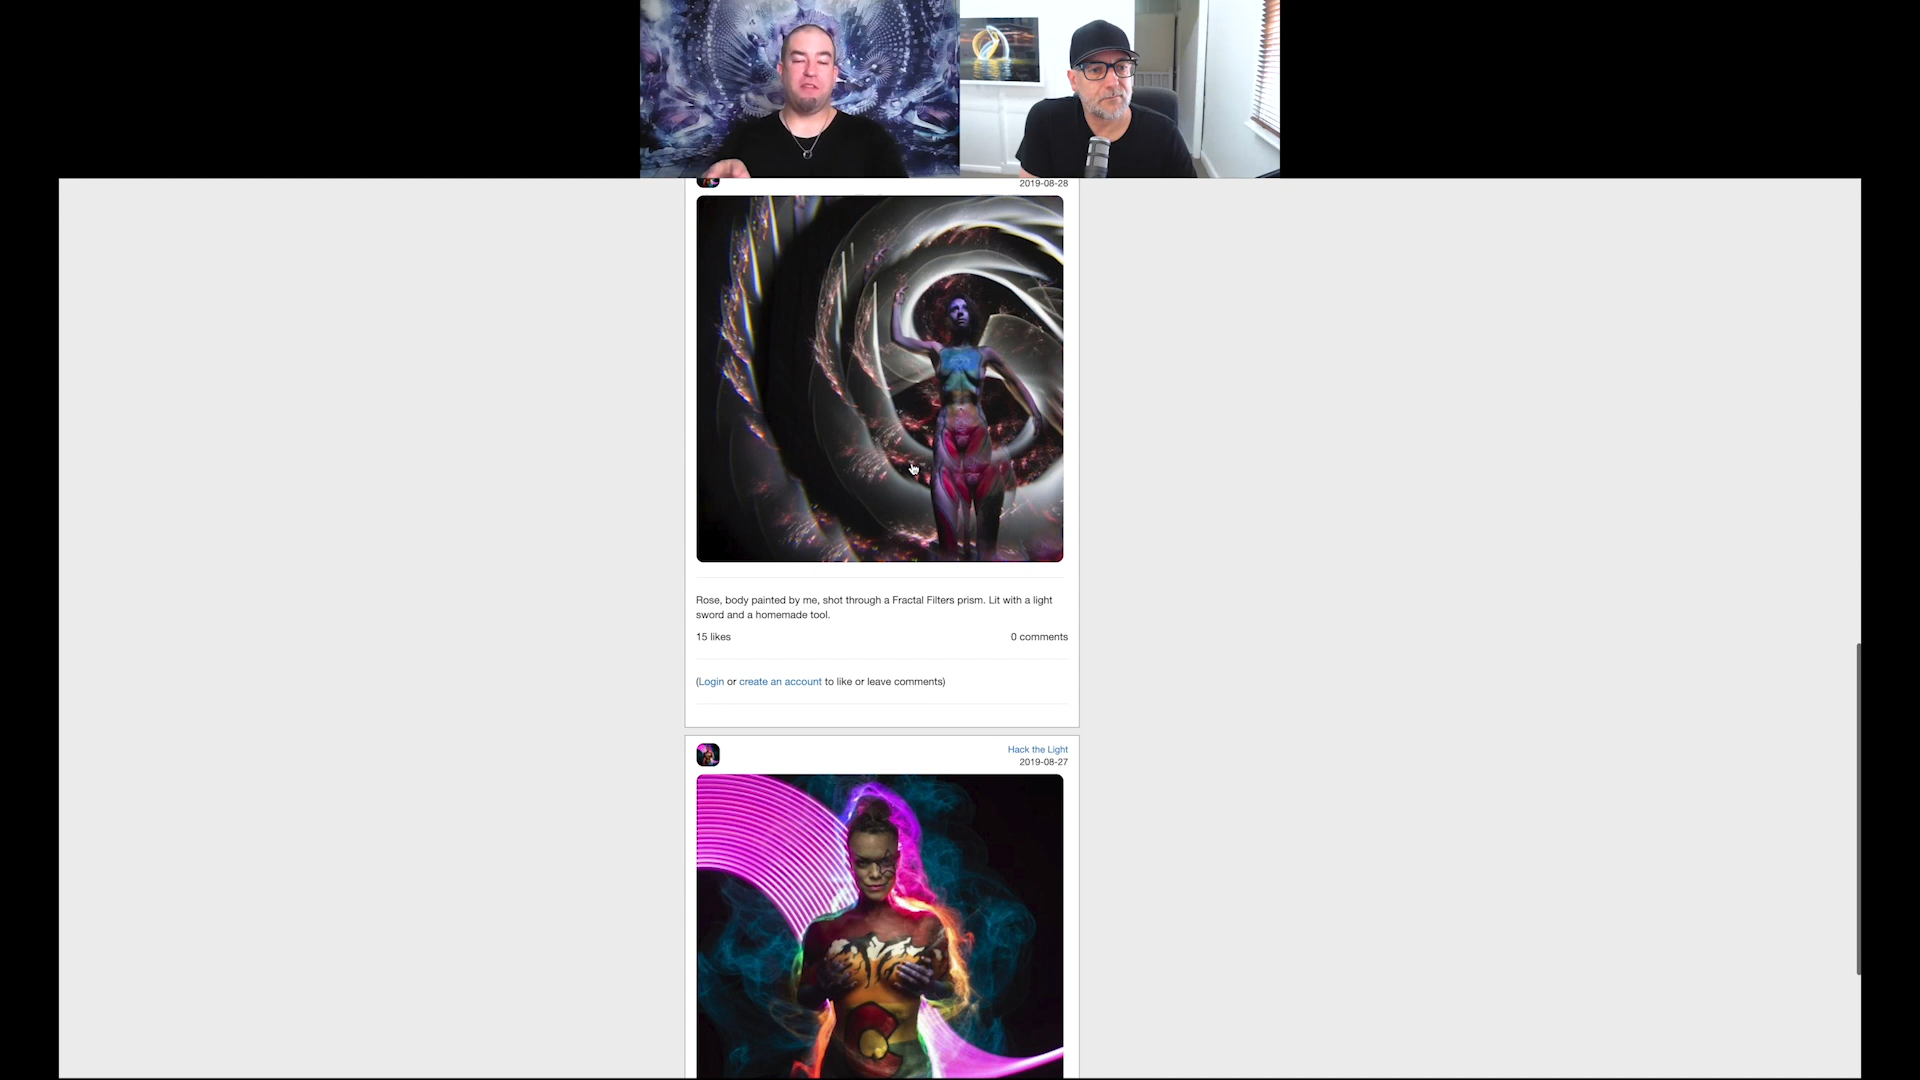 2019-08-28
Rose, body painted by me, shot through a Fractal Filters prism. Lit with a light
sword and a homemade tool.
15 likes
0 comments
(Login or create an account to like or leave comments)
Hack the Light
2019-08-27
C